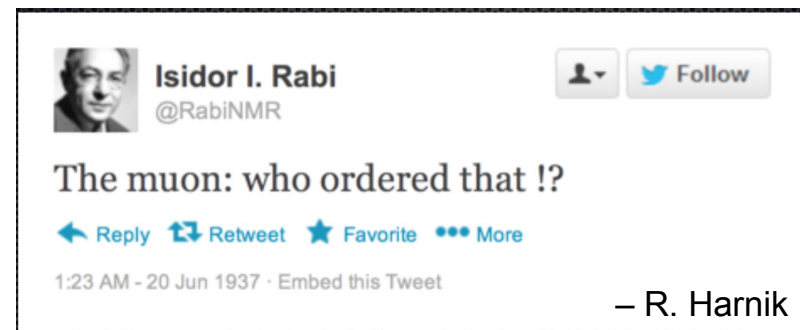 Isidor I. Rabi
@RabiNMR
Follow
The muon: who ordered that !?
Reply Retweet Favorite More
1:23 AM - 20 Jun 1937 · Embed this Tweet
– R. Harnik